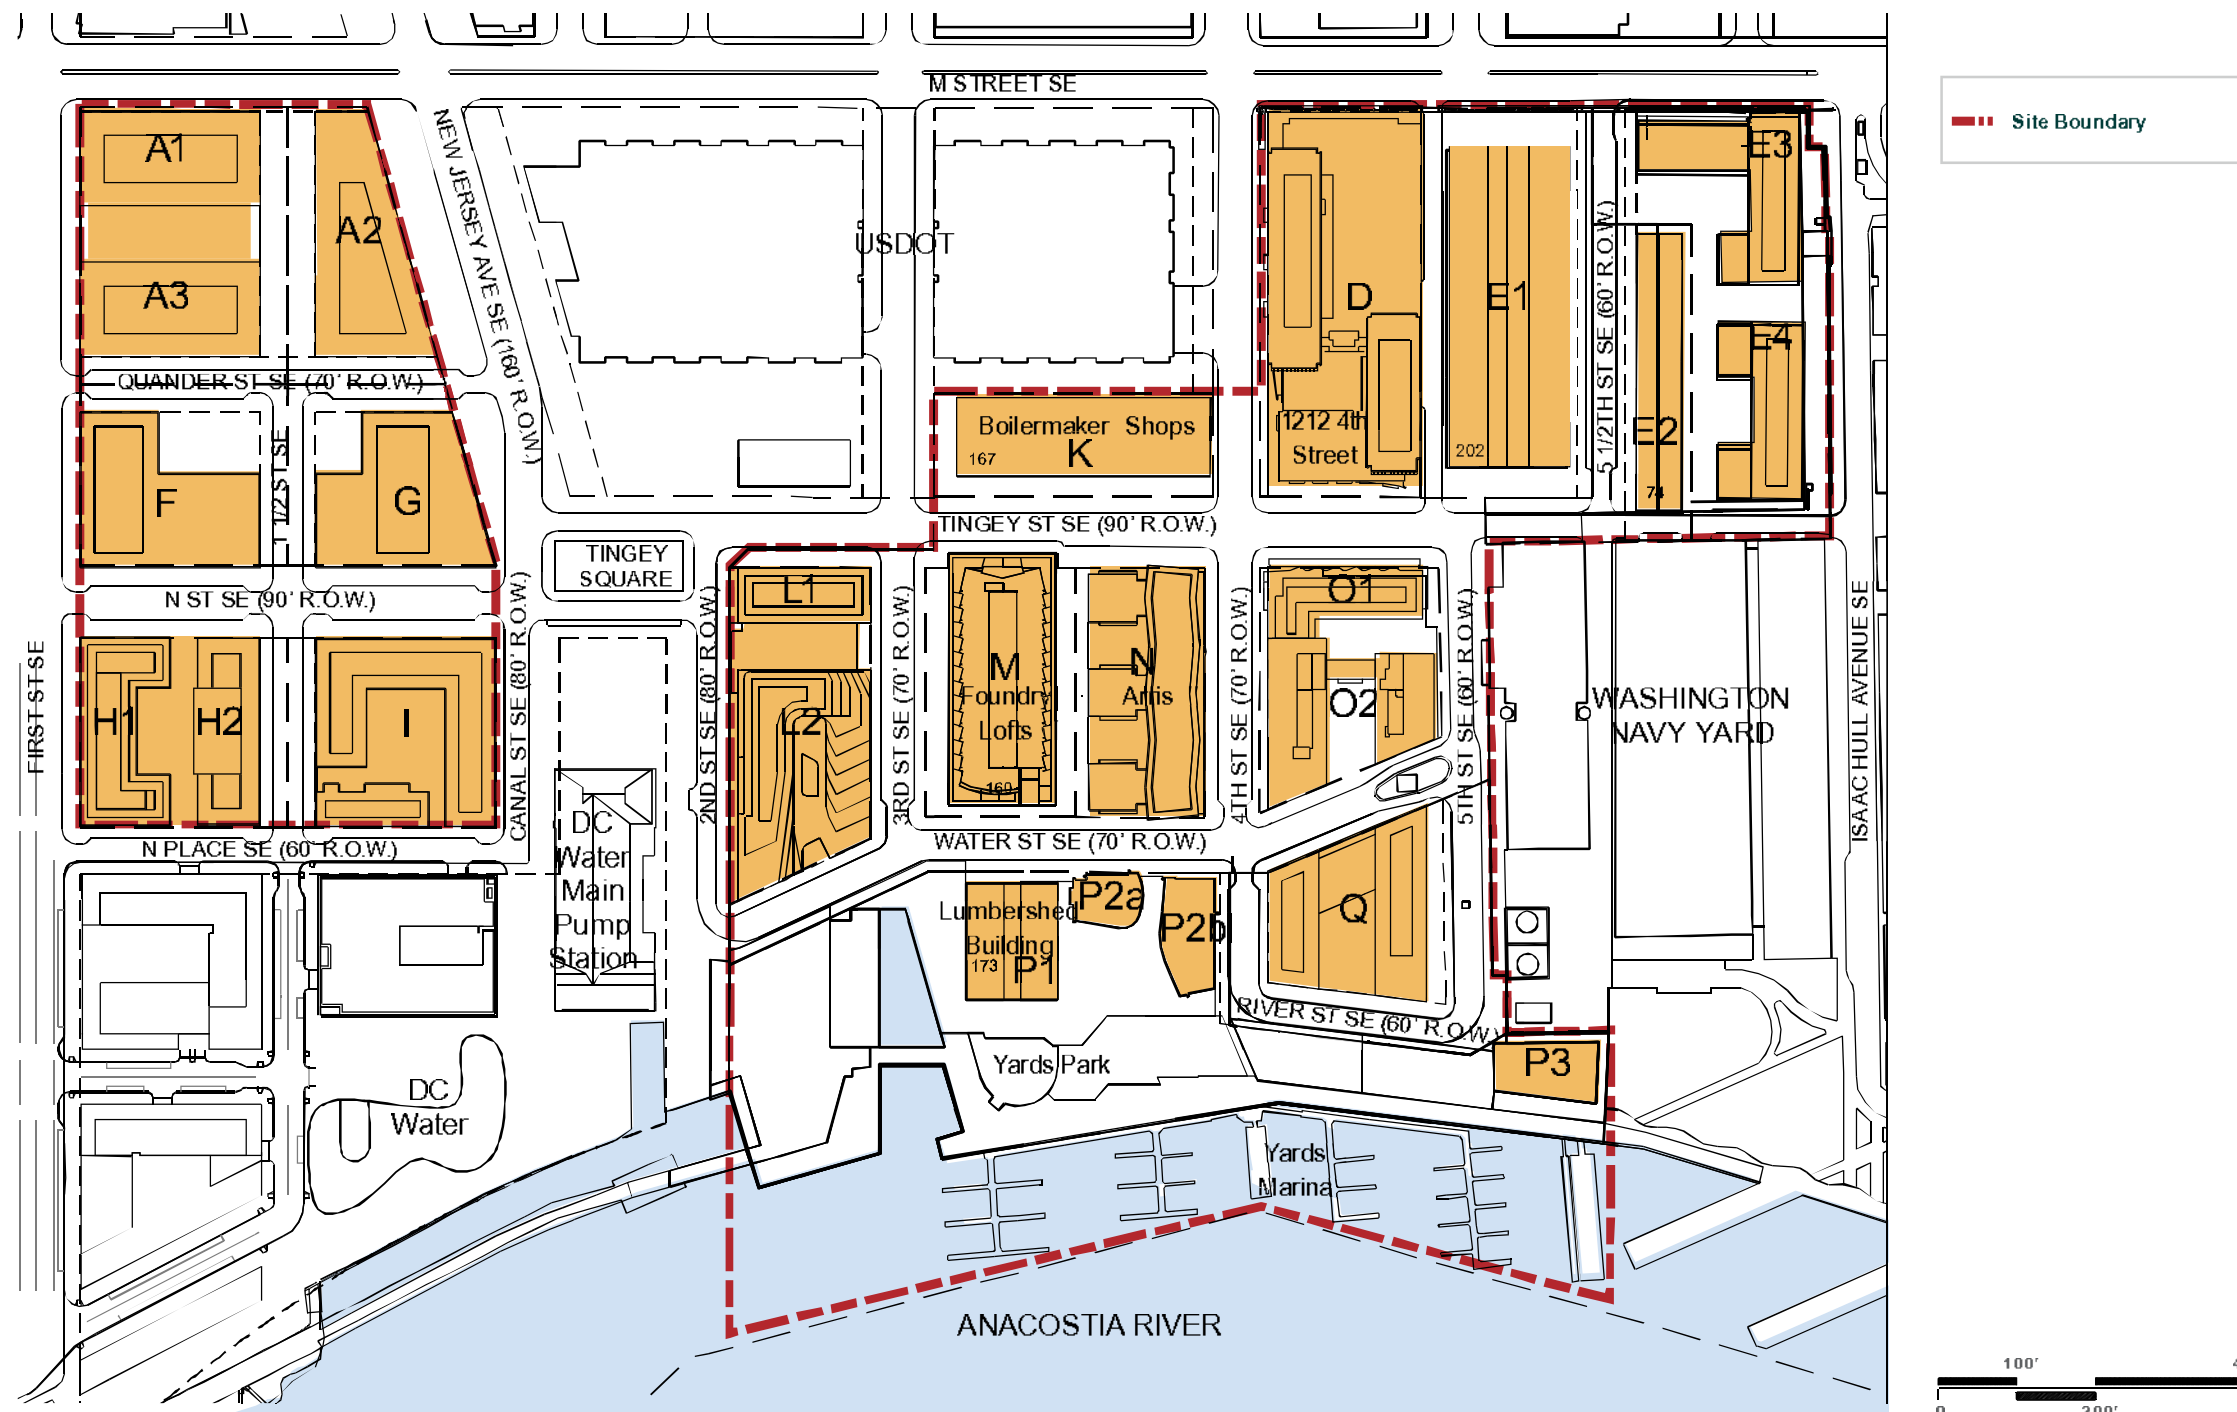 M STREET SE
Site Boundary
A1
A2
A3
NEW JERSEY AVE SE (160' R.O.W.)
USDOT
D
E1
E3
E4
E2
5 1/2TH ST SE (60' R.O.W.)
QUANDER ST SE (70' R.O.W.)
Boilermaker Shops
167
K
1212 4th
Street
202
74
F
G
1 1/2 ST SE
TINGEY ST SE (90' R.O.W.)
TINGEY
SQUARE
N ST SE (90' R.O.W.)
FIRST ST SE
H1
H2
I
CANAL ST SE (80' R.O.W.)
2ND ST SE (80' R.O.W.)
L1
L2
3RD ST SE (70' R.O.W.)
M
Foundry
Lofts
160
N
Arris
4TH ST SE (70' R.O.W.)
O1
O2
5TH ST SE (60' R.O.W.)
WASHINGTON
NAVY YARD
ISAAC HULL AVENUE SE
N PLACE SE (60' R.O.W.)
DC
Water
Main
Pump
Station
WATER ST SE (70' R.O.W.)
Lumbershed
Building
173
P1
P2a
P2b
Q
RIVER ST SE (60' R.O.W.)
P3
Yards Park
DC
Water
Yards
Marina
ANACOSTIA RIVER
100'
0